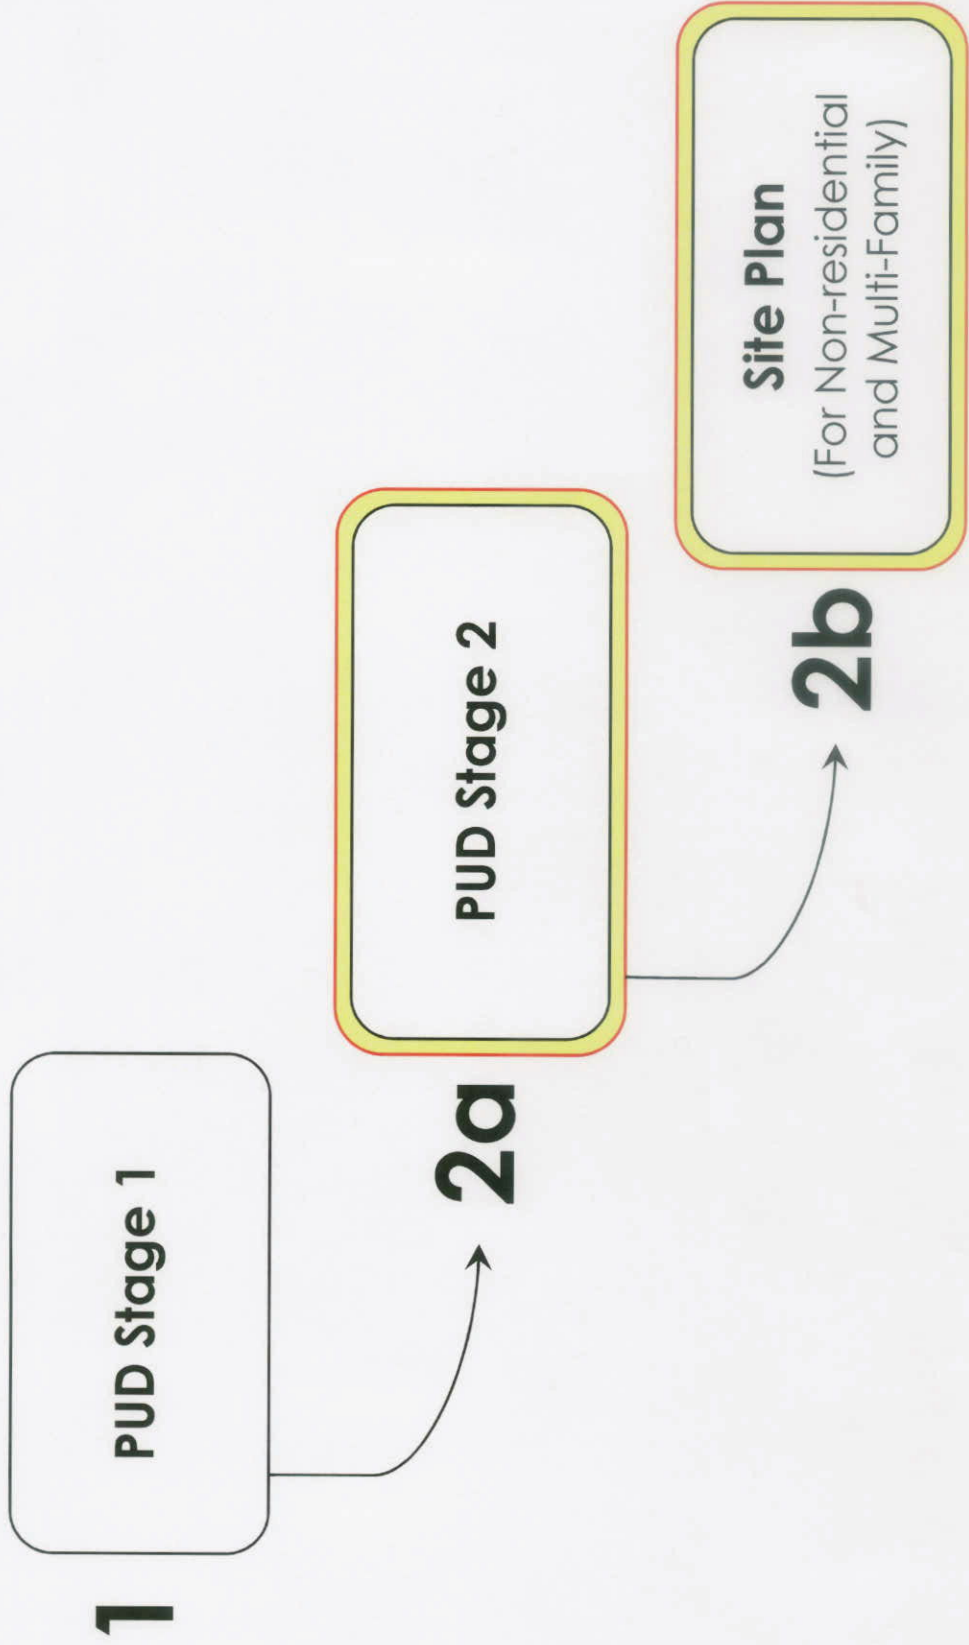 1
PUD Stage 1
2a
PUD Stage 2
2b
Site Plan
(For Non-residential
and Multi-Family)